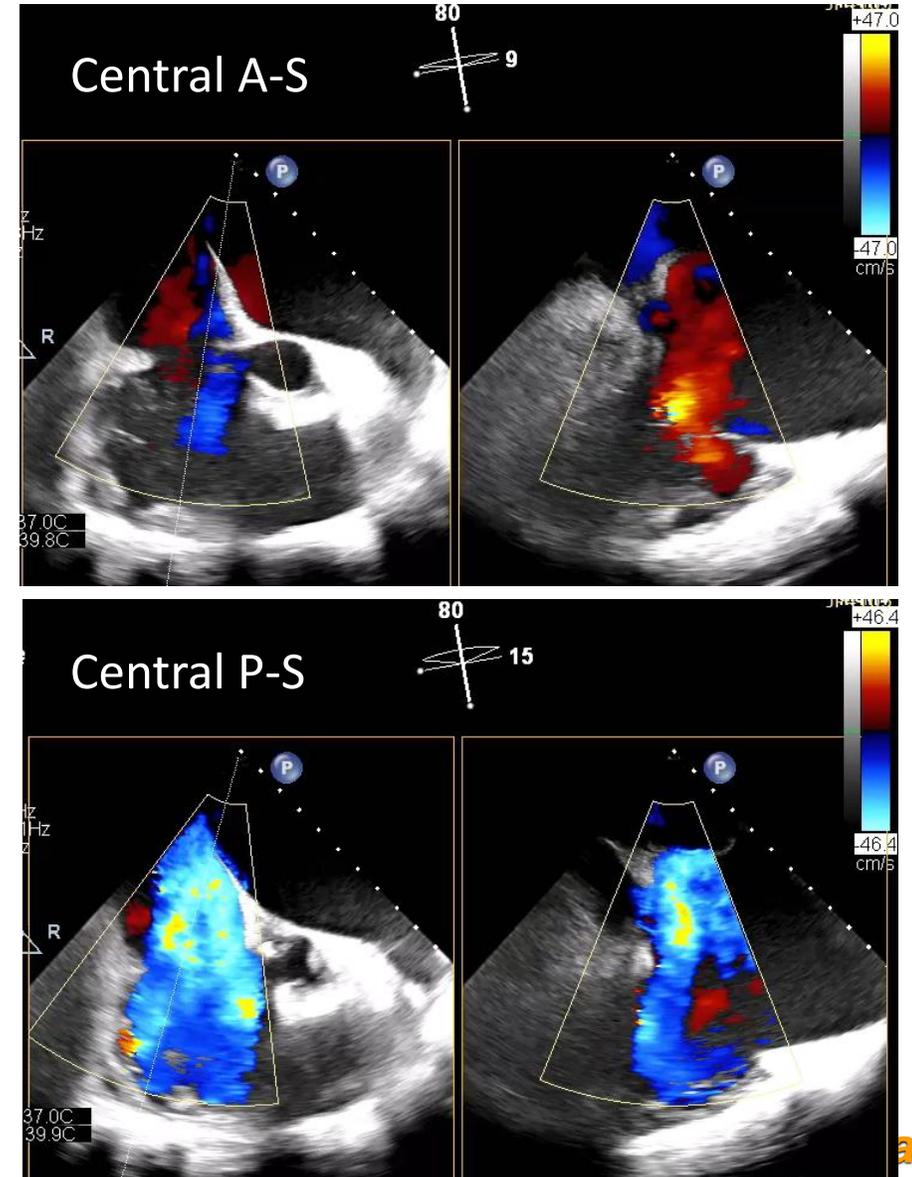 80
+47.0
Central A-S
9
P
P
-47.0
cm/s
R
37.0C
39.8C
80
+46.4
Central P-S
15
P
P
-46.4
cm/s
R
37.0C
39.9C
a